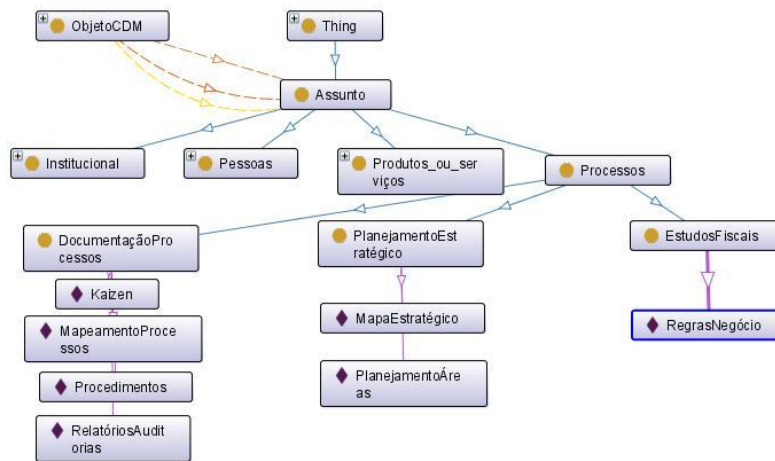 ObjetoCDM
Thing
Assunto
Institucional
Pessoas
Produtos_ou_ser
viços
Processos
DocumentaçãoPro
cessos
PlanejamentoEst
ratégico
EstudosFiscais
Kaizen
MapeamentoProce
ssos
MapaEstratégico
RegrasNegócio
Procedimentos
PlanejamentoÁre
as
RelatóriosAudit
orias